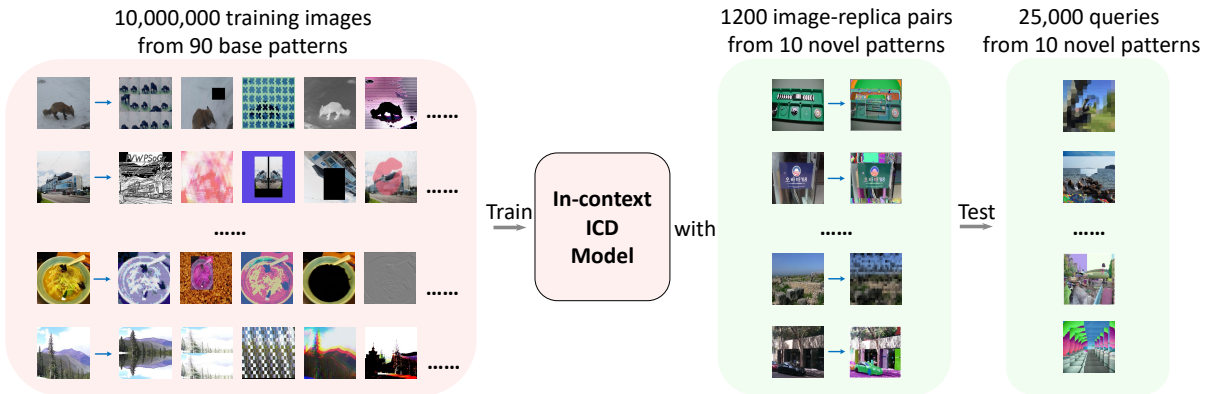 10,000,000 training images
from 90 base patterns
1200 image-replica pairs
from 10 novel patterns
25,000 queries
from 10 novel patterns
......
......
......
......
......
Train
In-context
ICD
Model
with
......
Test
......